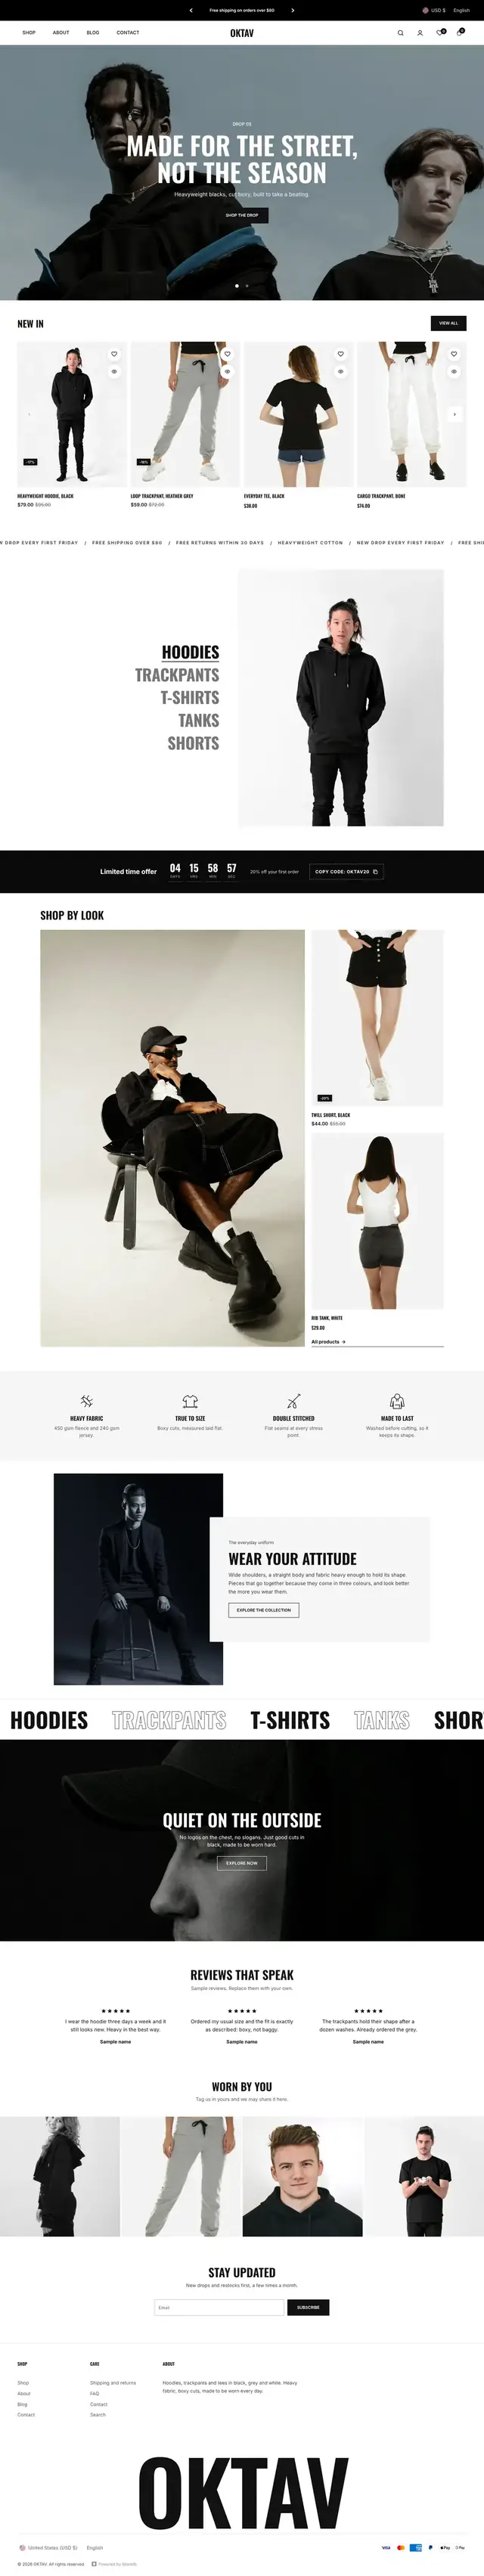 Free shipping on orders over $90
USD $ English
SHOP ABOUT BLOG CONTACT
OKTAV
DROP 02
MADE FOR THE STREET,
NOT THE SEASON
Heavyweight blacks, cut boxy, built to take a beating.
SHOP THE DROP
NEW IN
VIEW ALL
HEAVYWEIGHT HOODIE, BLACK
$79.00
LOOP TRACKPANT, HEATHER GREY
$59.00
EVERYDAY TEE, BLACK
$38.00
CARGO TRACKPANT, BONE
$74.00
W DROP EVERY FIRST FRIDAY / FREE SHIPPING OVER $90 / FREE RETURNS WITHIN 30 DAYS / HEAVYWEIGHT COTTON / NEW DROP EVERY FIRST FRIDAY / FREE SHI
HOODIES
TRACKPANTS
T-SHIRTS
TANKS
SHORTS
Limited time offer
04 15 58 57
DAYS HRS MIN SEC
20% off your first order
COPY CODE: OKTAV20
SHOP BY LOOK
-20%
TWILL SHORT, BLACK
$44.00 $55.00
RIB TANK, WHITE
$29.00
All products →
HEAVY FABRIC
450 gsm fleece and 240 gsm
jersey.
TRUE TO SIZE
Boxy cuts, measured laid flat.
DOUBLE STITCHED
Flat seams at every stress
point.
MADE TO LAST
Washed before cutting, so it
keeps its shape.
The everyday uniform
WEAR YOUR ATTITUDE
Wide shoulders, a straight body and fabric heavy enough to hold its shape.
Pieces that go together because they come in three colours, and look better
the more you wear them.
EXPLORE THE COLLECTION
HOODIES TRACKPANTS T-SHIRTS TANKS SHOR
QUIET ON THE OUTSIDE
No logos on the chest, no slogans. Just good cuts in
black, made to be worn hard.
EXPLORE NOW
REVIEWS THAT SPEAK
Sample reviews. Replace them with your own.
I wear the hoodie three days a week and it
still looks new. Heavy in the best way.
Sample name
Ordered my usual size and the fit is exactly
as described: boxy, not baggy.
Sample name
The trackpants hold their shape after a
dozen washes. Already ordered the grey.
Sample name
WORN BY YOU
Tag us in yours and we may share it here.
STAY UPDATED
New drops and restocks first, a few times a month.
Email
SUBSCRIBE
SHOP
Shop
About
Blog
Contact
CARE
Shipping and returns
FAQ
Contact
Search
ABOUT
Hoodies, trackpants and tees in black, grey and white. Heavy
fabric, boxy cuts, made to be worn every day.
OKTAV
United States (USD $) English
VISA
Pay
Pay
© 2026 OKTAV. All rights reserved
Powered by